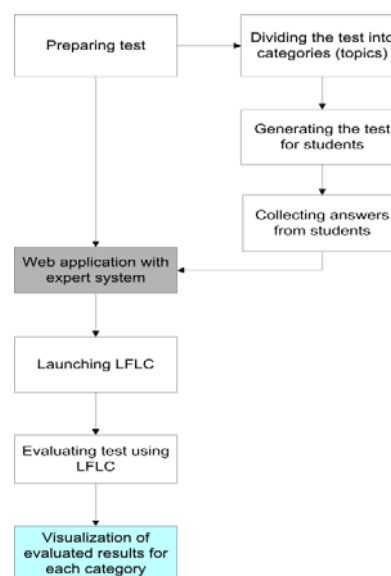 Preparing test
Dividing the test into
categories (topics)
Generating the test
for students
Collecting answers
from students
Web application with
expert system
Launching LFLC
Evaluating test using
LFLC
Visualization of
evaluated results for
each category